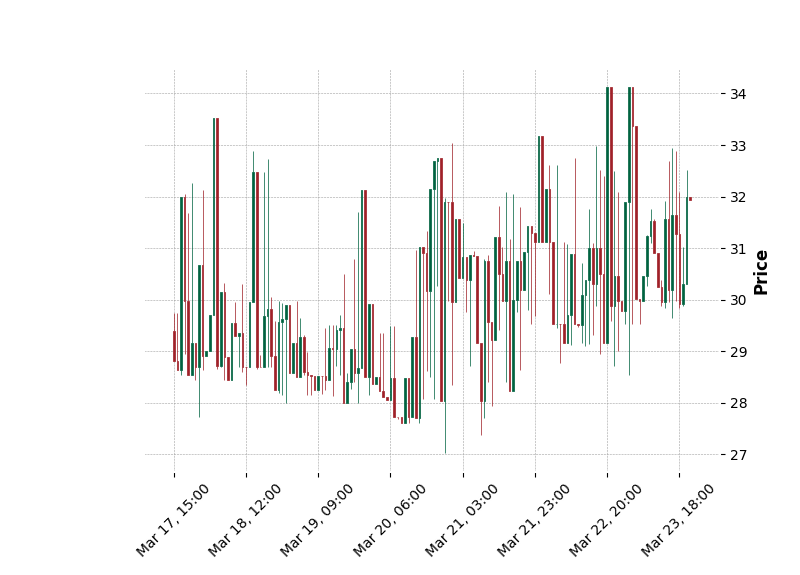 34
33
32
31
30
29
28
27
Price
Mar 17, 15:00
Mar 18, 12:00
Mar 19, 09:00
Mar 20, 06:00
Mar 21, 03:00
Mar 21, 23:00
Mar 22, 20:00
Mar 23, 18:00